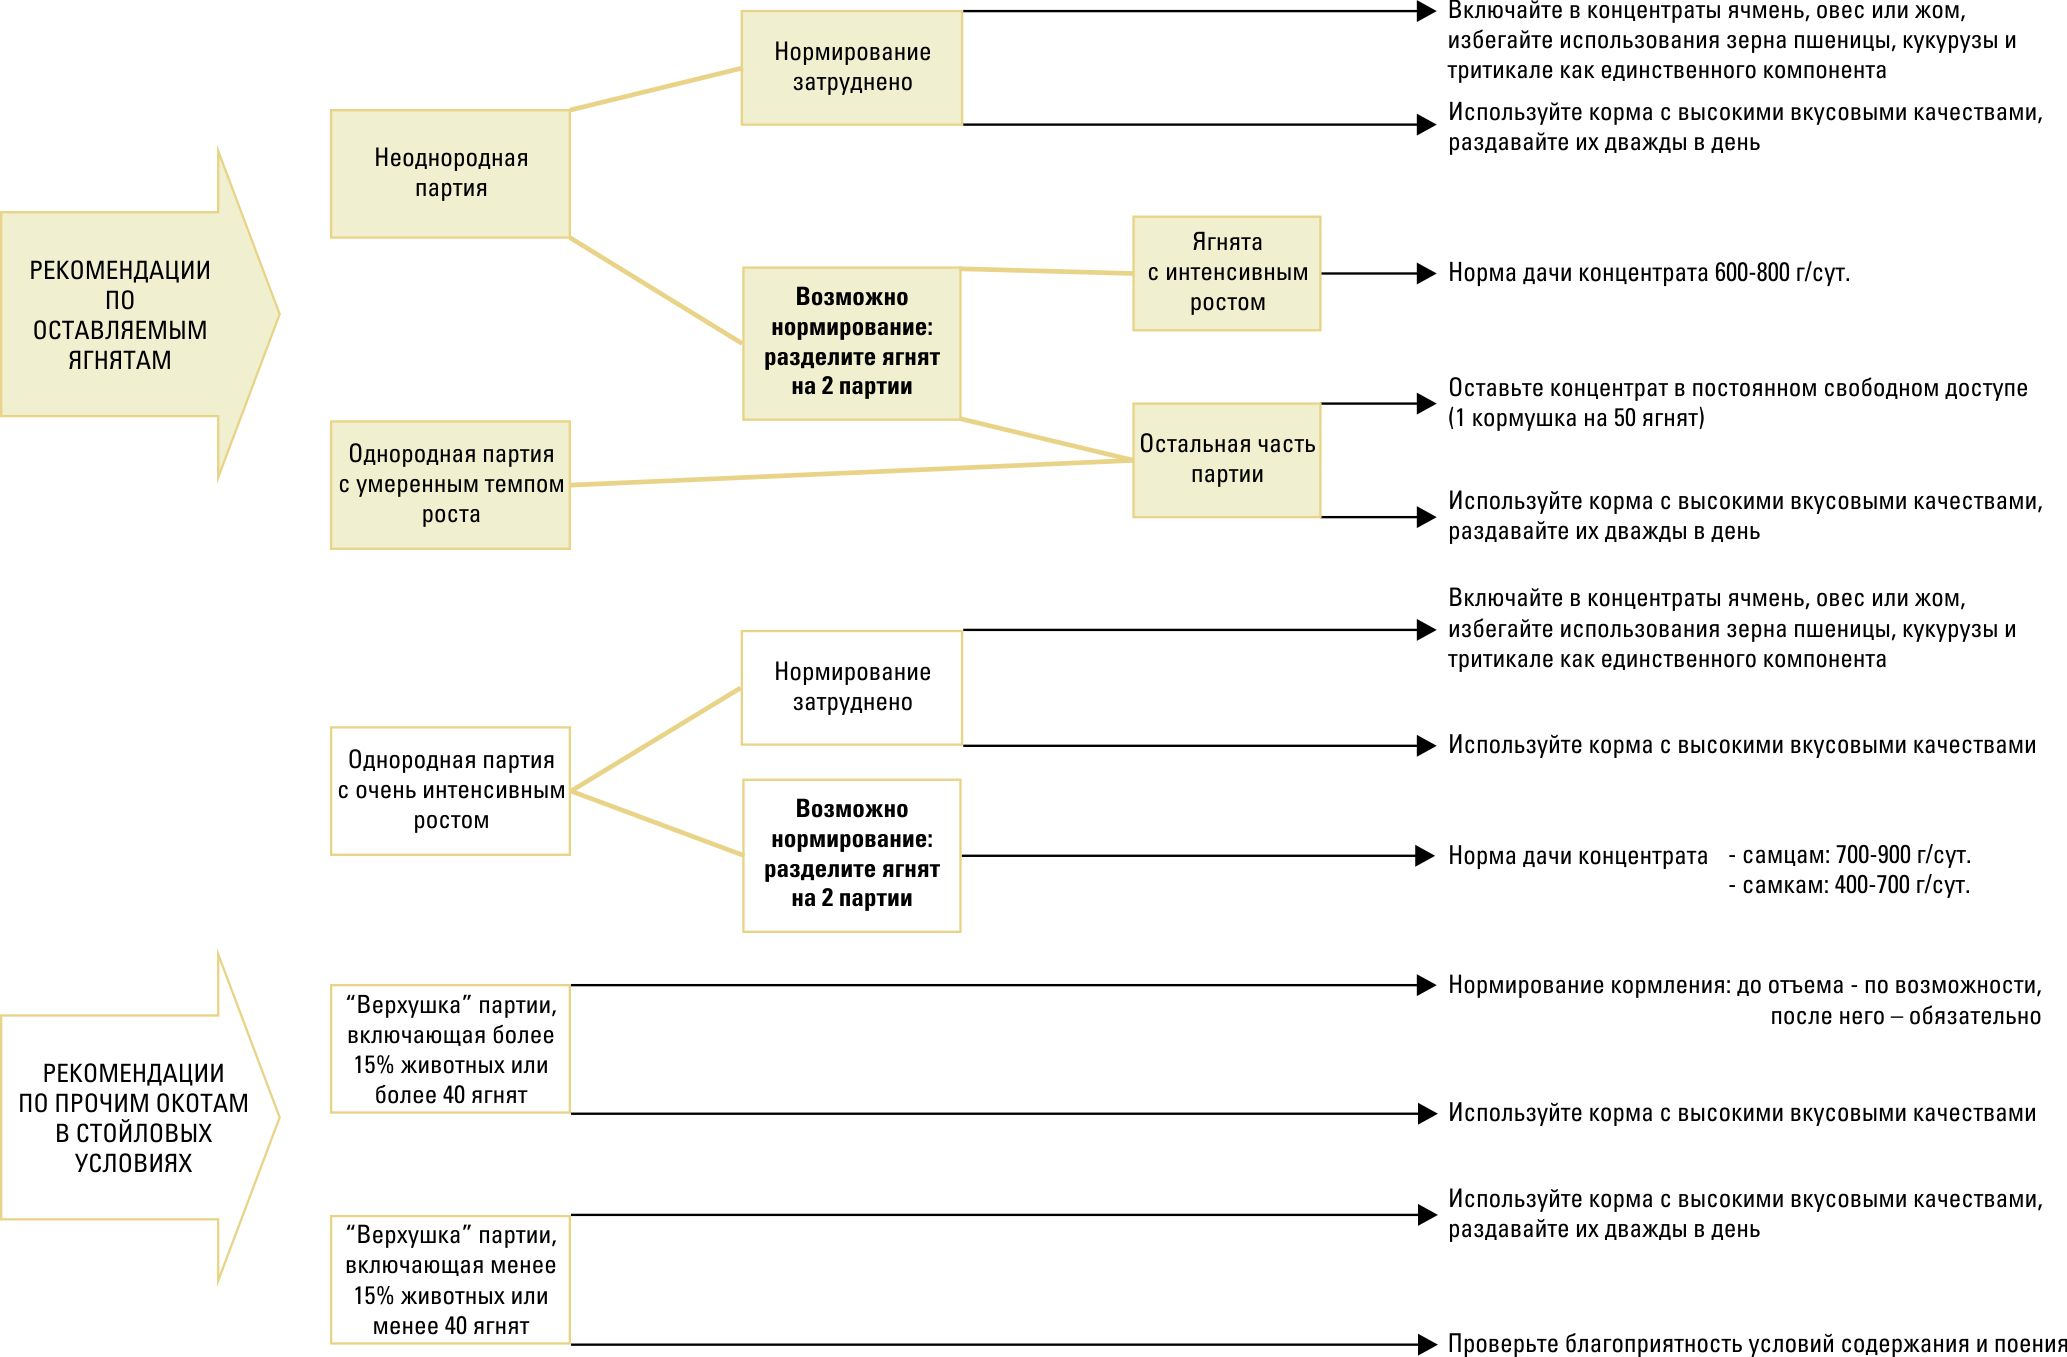 РЕКОМЕНДАЦИИ
ПО
ОСТАВЛЯЕМЫМ
ЯГНЯТАМ
Неоднородная
партия
Нормирование
затруднено
Включайте в концентраты ячмень, овес или жом,
избегайте использования зерна пшеницы, кукурузы и
тритикале как единственного компонента
Используйте корма с высокими вкусовыми качествами,
раздавайте их дважды в день
Возможно
нормирование:
разделите ягнят
на 2 партии
Ягнята
с интенсивным
ростом
Норма дачи концентрата 600-800 г/сут.
Однородная партия
с умеренным темпом
роста
Остальная часть
партии
Оставьте концентрат в постоянном свободном доступе
(1 кормушка на 50 ягнят)
Используйте корма с высокими вкусовыми качествами,
раздавайте их дважды в день
Однородная партия
с очень интенсивным
ростом
Нормирование
затруднено
Включайте в концентраты ячмень, овес или жом,
избегайте использования зерна пшеницы, кукурузы и
тритикале как единственного компонента
Используйте корма с высокими вкусовыми качествами
Возможно
нормирование:
разделите ягнят
на 2 партии
Норма дачи концентрата - самцам: 700-900 г/сут.
- самкам: 400-700 г/сут.
РЕКОМЕНДАЦИИ
ПО ПРОЧИМ ОКОТАМ
В СТОЙЛОВЫХ
УСЛОВИЯХ
“Верхушка” партии,
включающая более
15% животных или
более 40 ягнят
Нормирование кормления: до отъема - по возможности,
после него – обязательно
Используйте корма с высокими вкусовыми качествами
“Верхушка” партии,
включающая менее
15% животных или
менее 40 ягнят
Используйте корма с высокими вкусовыми качествами,
раздавайте их дважды в день
Проверьте благоприятность условий содержания и поения